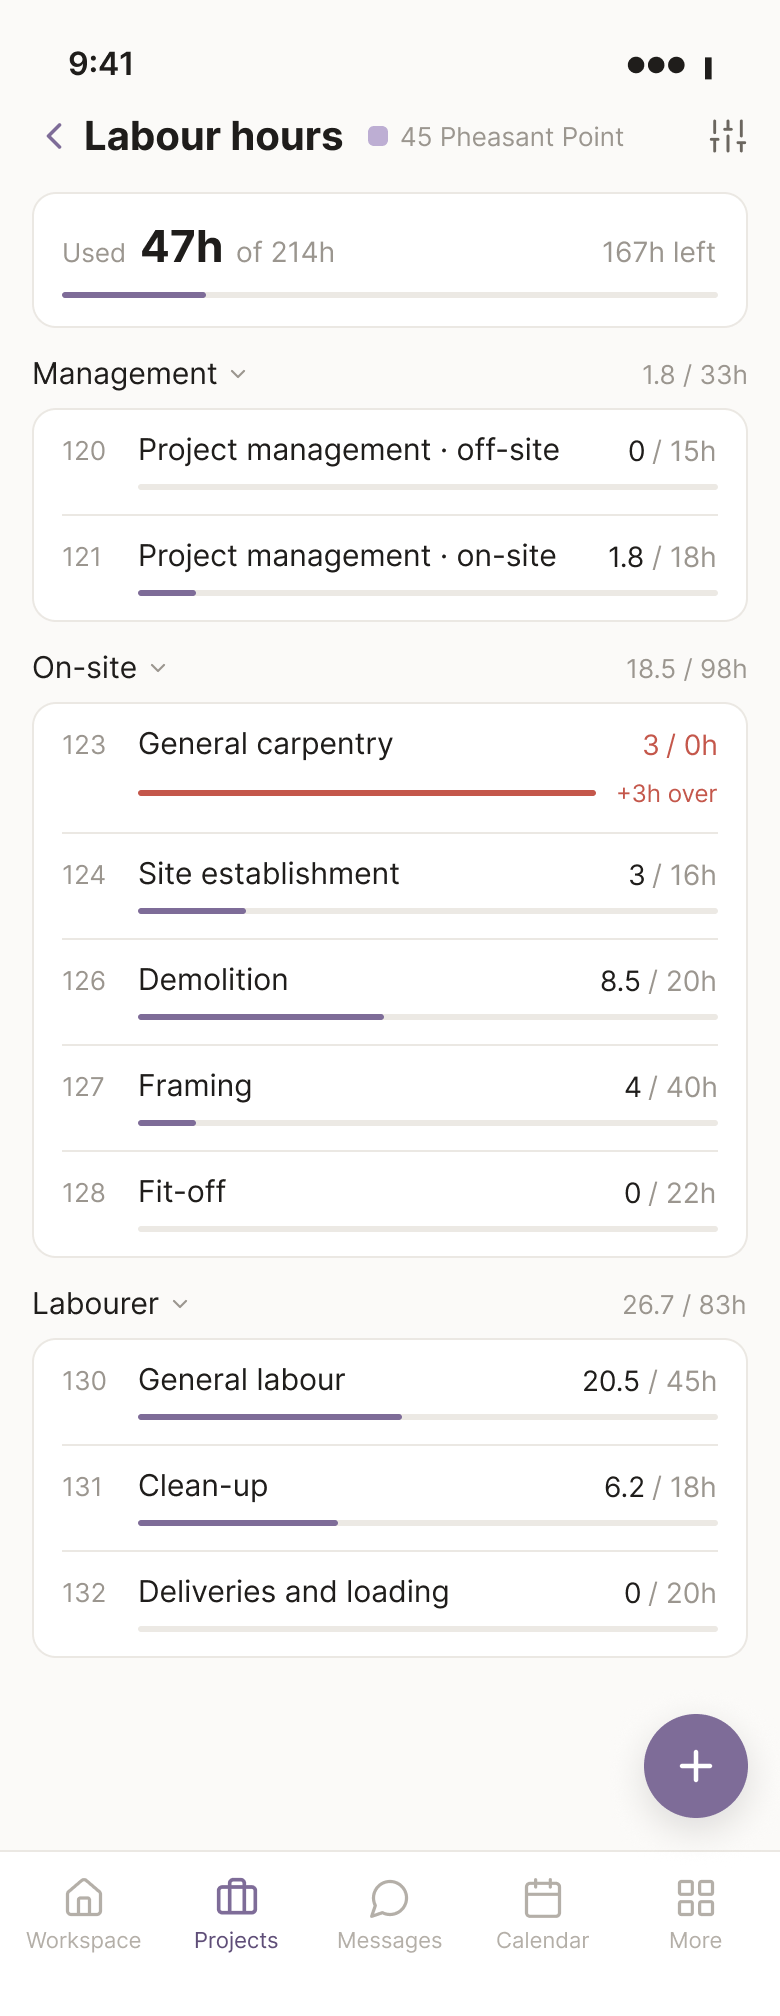 9:41
Labour hours 45 Pheasant Point
Used 47h of 214h 167h left
Management 1.8 / 33h
120 Project management · off-site 0 / 15h
121 Project management · on-site 1.8 / 18h
On-site 18.5 / 98h
123 General carpentry 3 / 0h
+3h over
124 Site establishment 3 / 16h
126 Demolition 8.5 / 20h
127 Framing 4 / 40h
128 Fit-off 0 / 22h
Labourer 26.7 / 83h
130 General labour 20.5 / 45h
131 Clean-up 6.2 / 18h
132 Deliveries and loading 0 / 20h
Workspace Projects Messages Calendar More